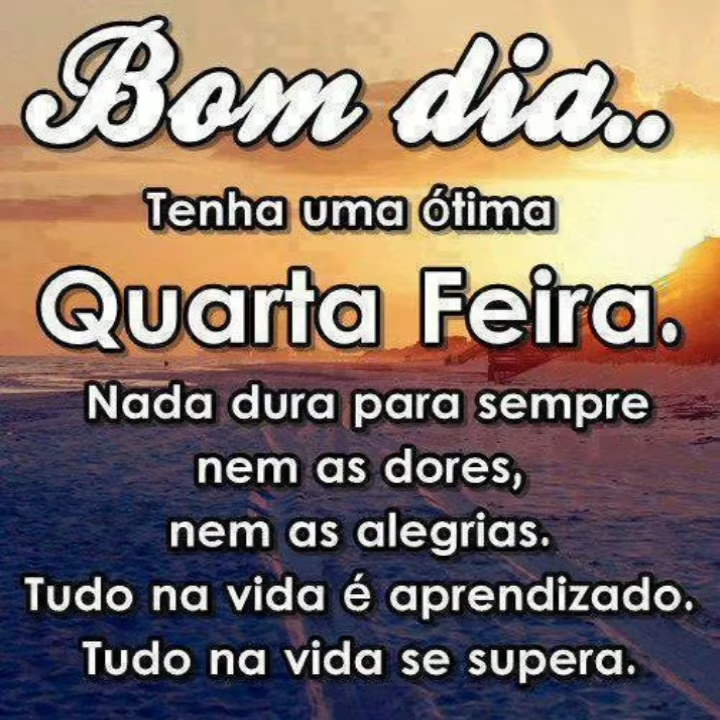 Bom dia..
Tenha uma ótima
Quarta Feira.
Nada dura para sempre
nem as dores,
nem as alegrias.
Tudo na vida é aprendizado.
Tudo na vida se supera.